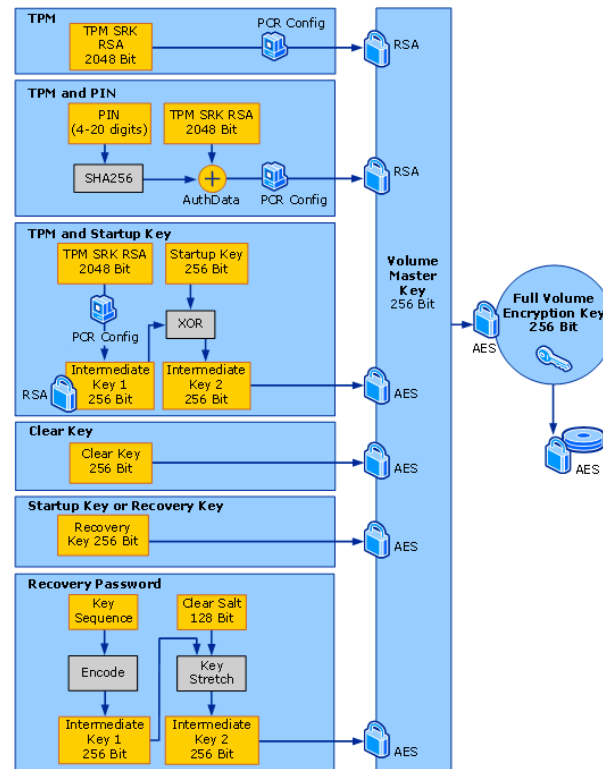 TPM
TPM SRK
RSA
2048 Bit
PCR Config
RSA
TPM and PIN
PIN
(4-20 digits)
TPM SRK RSA
2048 Bit
SHA256
+
AuthData
PCR Config
RSA
TPM and Startup Key
TPM SRK RSA
2048 Bit
Startup Key
256 Bit
PCR Config
XOR
RSA
Intermediate
Key 1
256 Bit
Intermediate
Key 2
256 Bit
AES
Clear Key
Clear Key
256 Bit
AES
Startup Key or Recovery Key
Recovery
Key 256 Bit
AES
Recovery Password
Key
Sequence
Clear Salt
128 Bit
Encode
Key
Stretch
Intermediate
Key 1
256 Bit
Intermediate
Key 2
256 Bit
AES
Volume
Master
Key
256 Bit
AES
Full Volume
Encryption Key
256 Bit
AES